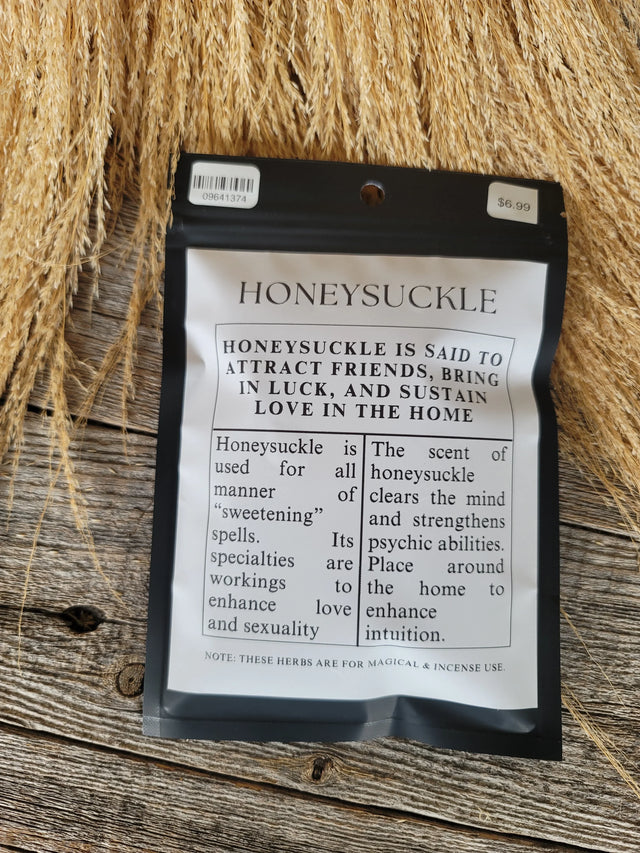 09641374
$6.99
HONEYSUCKLE
HONEYSUCKLE IS SAID TO
ATTRACT FRIENDS, BRING
IN LUCK, AND SUSTAIN
LOVE IN THE HOME
Honeysuckle is
used for all
manner of
“sweetening”
spells. Its
specialties are
workings to
enhance love
and sexuality
The scent of
honeysuckle
clears the mind
and strengthens
psychic abilities.
Place around
the home to
enhance
intuition.
NOTE: THESE HERBS ARE FOR MAGICAL & INCENSE USE.